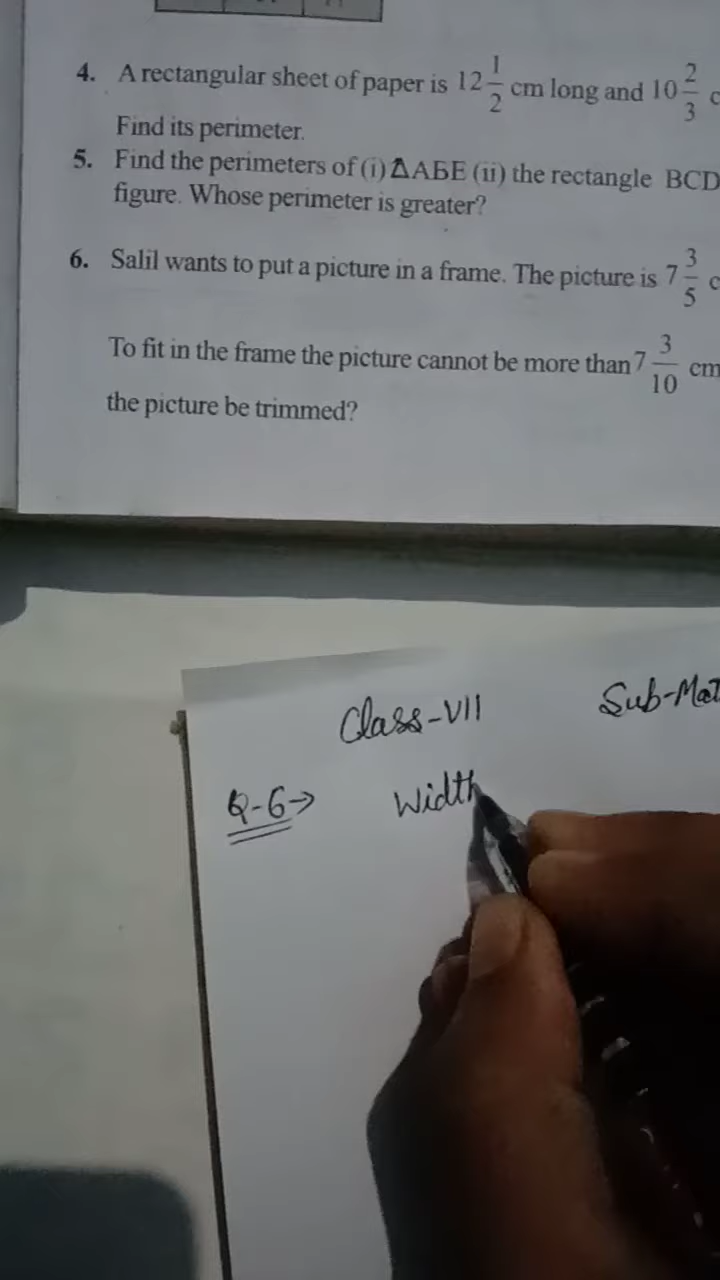 4. A rectangular sheet of paper is 12 1/2 cm long and 10 2/3 c
Find its perimeter.
5. Find the perimeters of (i) ΔABE (ii) the rectangle BCD
figure. Whose perimeter is greater?
6. Salil wants to put a picture in a frame. The picture is 7 3/5 c
To fit in the frame the picture cannot be more than 7 3/10 cm
the picture be trimmed?
Class-VII Sub-Mat
Q-6→ Width